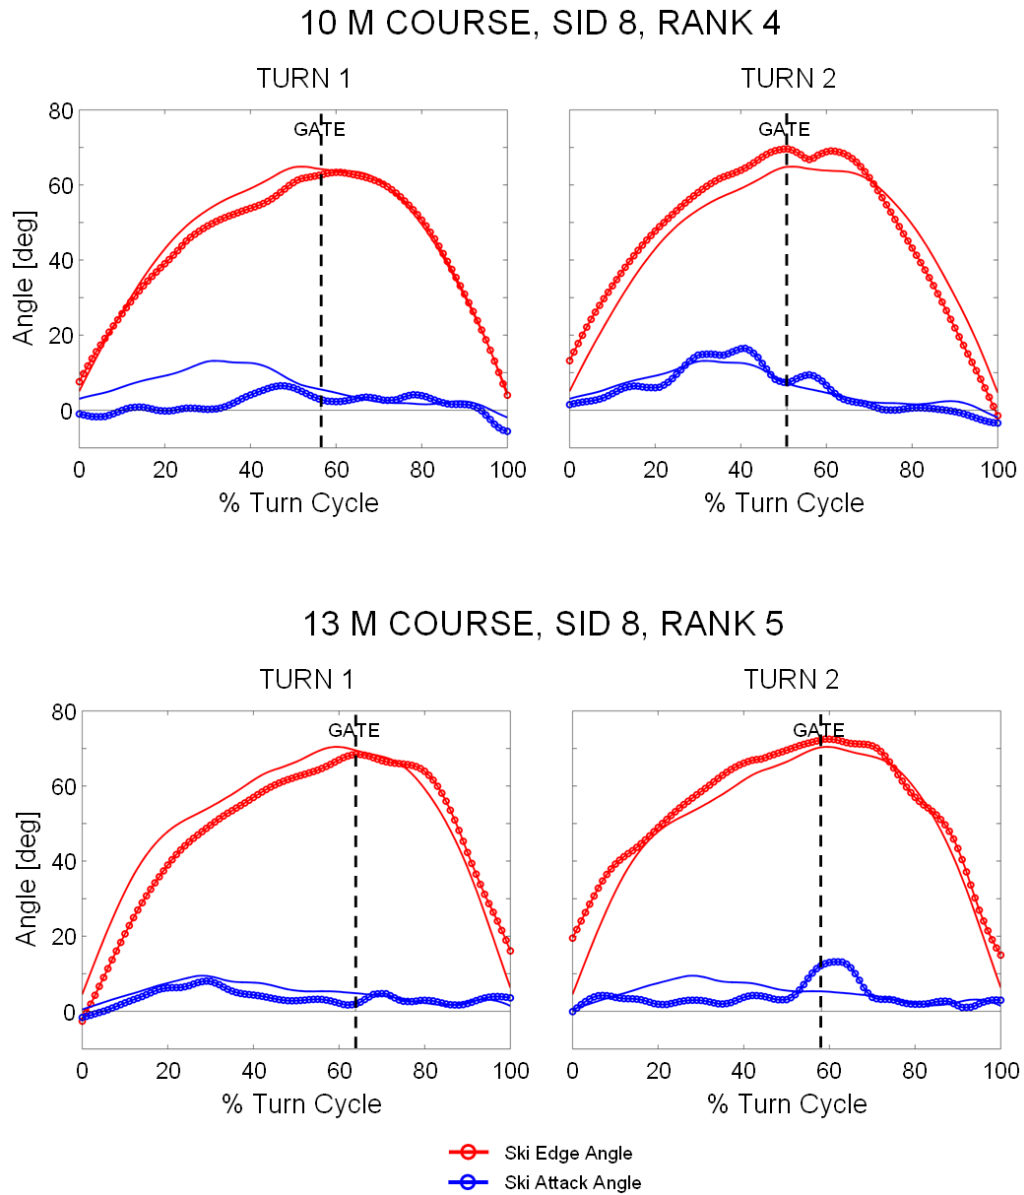 10 M COURSE, SID 8, RANK 4
TURN 1
TURN 2
80
60
40
20
0
Angle [deg]
GATE
GATE
0 20 40 60 80 100
0 20 40 60 80 100
% Turn Cycle
% Turn Cycle
13 M COURSE, SID 8, RANK 5
TURN 1
TURN 2
80
60
40
20
0
Angle [deg]
GATE
GATE
0 20 40 60 80 100
0 20 40 60 80 100
% Turn Cycle
% Turn Cycle
Ski Edge Angle
Ski Attack Angle